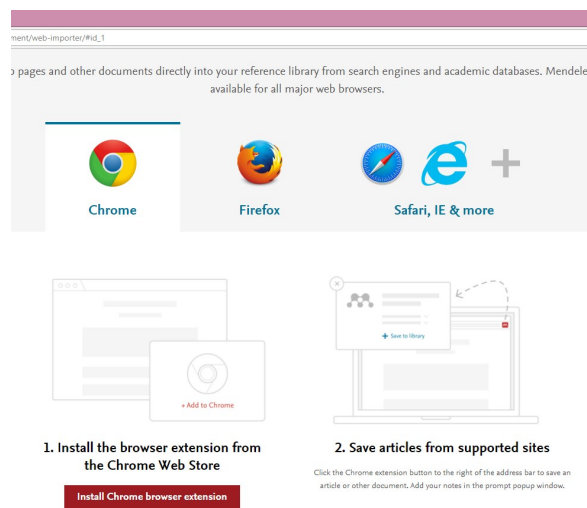 ment/web-importer/#id_1
pages and other documents directly into your reference library from search engines and academic databases. Mendele
available for all major web browsers.
Chrome
Firefox
Safari, IE & more
+ Add to Chrome
+ Save to library
1. Install the browser extension from
the Chrome Web Store
Install Chrome browser extension
2. Save articles from supported sites
Click the Chrome extension button to the right of the address bar to save an
article or other document. Add your notes in the prompt popup window.